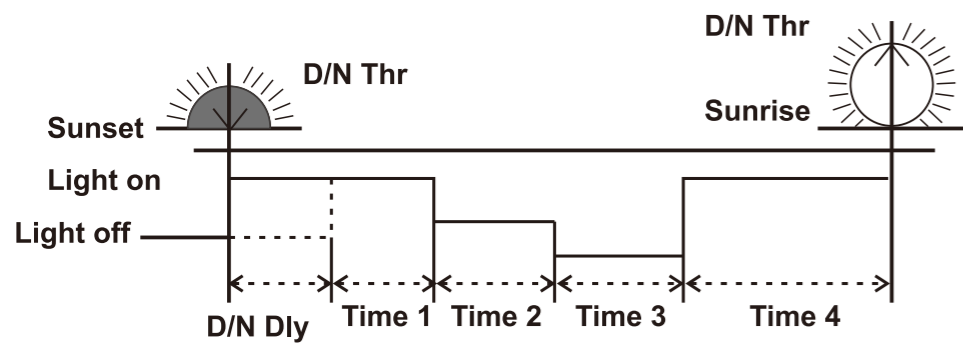 D/N Thr
D/N Thr
Sunset
Sunrise
Light on
Light off
D/N Dly
Time 1
Time 2
Time 3
Time 4